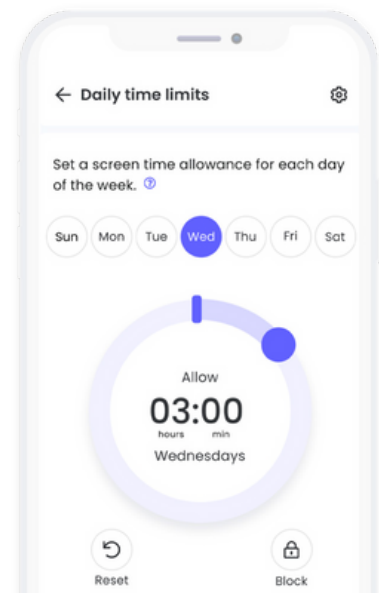 Daily time limits
Set a screen time allowance for each day
of the week. ?
Sun Mon Tue Wed Thu Fri Sat
Allow
03:00
hours min
Wednesdays
Reset Block